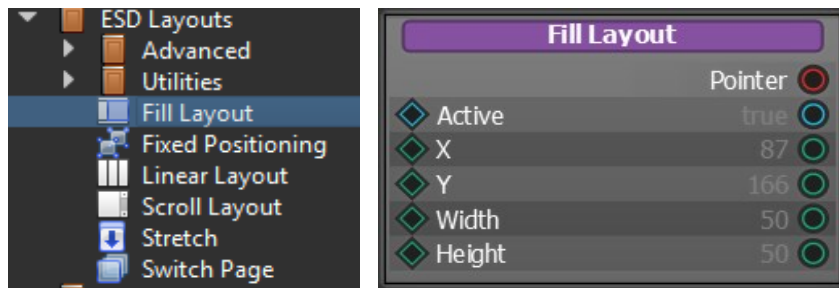 ESD Layouts
Advanced
Utilities
Fill Layout
Fixed Positioning
Linear Layout
Scroll Layout
Stretch
Switch Page
Fill Layout
Pointer
Active true
X 87
Y 166
Width 50
Height 50